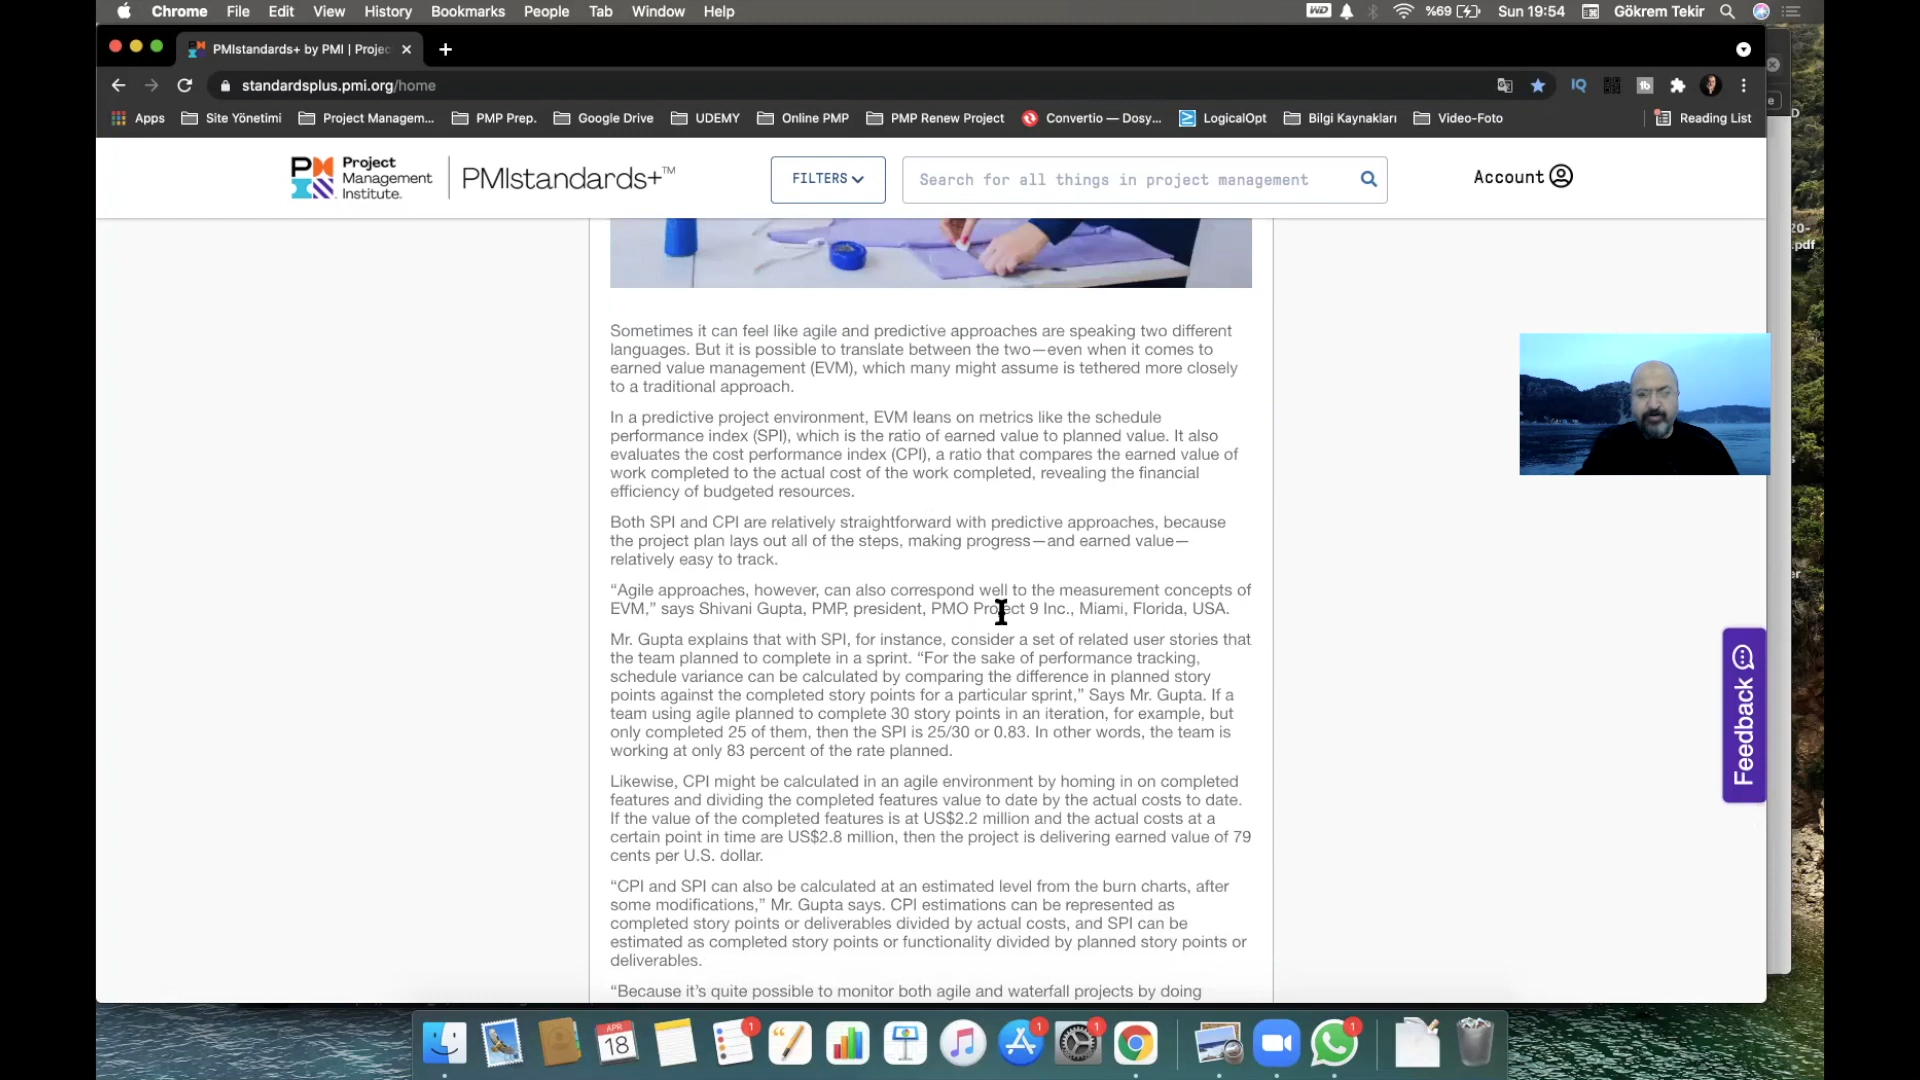 Chrome File Edit View History Bookmarks People Tab Window Help
WD %69 Sun 19:54 Gökrem Tekir
PMIstandards+ by PMI | Projec
standardsplus.pmi.org/home
Apps Site Yönetimi Project Managem... PMP Prep. Google Drive UDEMY Online PMP PMP Renew Project Convertio — Dosy... LogicalOpt Bilgi Kaynakları Video-Foto Reading List
Project
Management
Institute.
PMIstandards+™
FILTERS
Search for all things in project management
Account
Sometimes it can feel like agile and predictive approaches are speaking two different
languages. But it is possible to translate between the two—even when it comes to
earned value management (EVM), which many might assume is tethered more closely
to a traditional approach.
In a predictive project environment, EVM leans on metrics like the schedule
performance index (SPI), which is the ratio of earned value to planned value. It also
evaluates the cost performance index (CPI), a ratio that compares the earned value of
work completed to the actual cost of the work completed, revealing the financial
efficiency of budgeted resources.
Both SPI and CPI are relatively straightforward with predictive approaches, because
the project plan lays out all of the steps, making progress—and earned value—
relatively easy to track.
“Agile approaches, however, can also correspond well to the measurement concepts of
EVM,” says Shivani Gupta, PMP, president, PMO Project 9 Inc., Miami, Florida, USA.
Mr. Gupta explains that with SPI, for instance, consider a set of related user stories that
the team planned to complete in a sprint. “For the sake of performance tracking,
schedule variance can be calculated by comparing the difference in planned story
points against the completed story points for a particular sprint,” Says Mr. Gupta. If a
team using agile planned to complete 30 story points in an iteration, for example, but
only completed 25 of them, then the SPI is 25/30 or 0.83. In other words, the team is
working at only 83 percent of the rate planned.
Likewise, CPI might be calculated in an agile environment by homing in on completed
features and dividing the completed features value to date by the actual costs to date.
If the value of the completed features is at US$2.2 million and the actual costs at a
certain point in time are US$2.8 million, then the project is delivering earned value of 79
cents per U.S. dollar.
“CPI and SPI can also be calculated at an estimated level from the burn charts, after
some modifications,” Mr. Gupta says. CPI estimations can be represented as
completed story points or deliverables divided by actual costs, and SPI can be
estimated as completed story points or functionality divided by planned story points or
deliverables.
“Because it’s quite possible to monitor both agile and waterfall projects by doing
Feedback
20-
.pdf
APR
18
1
1
1
1